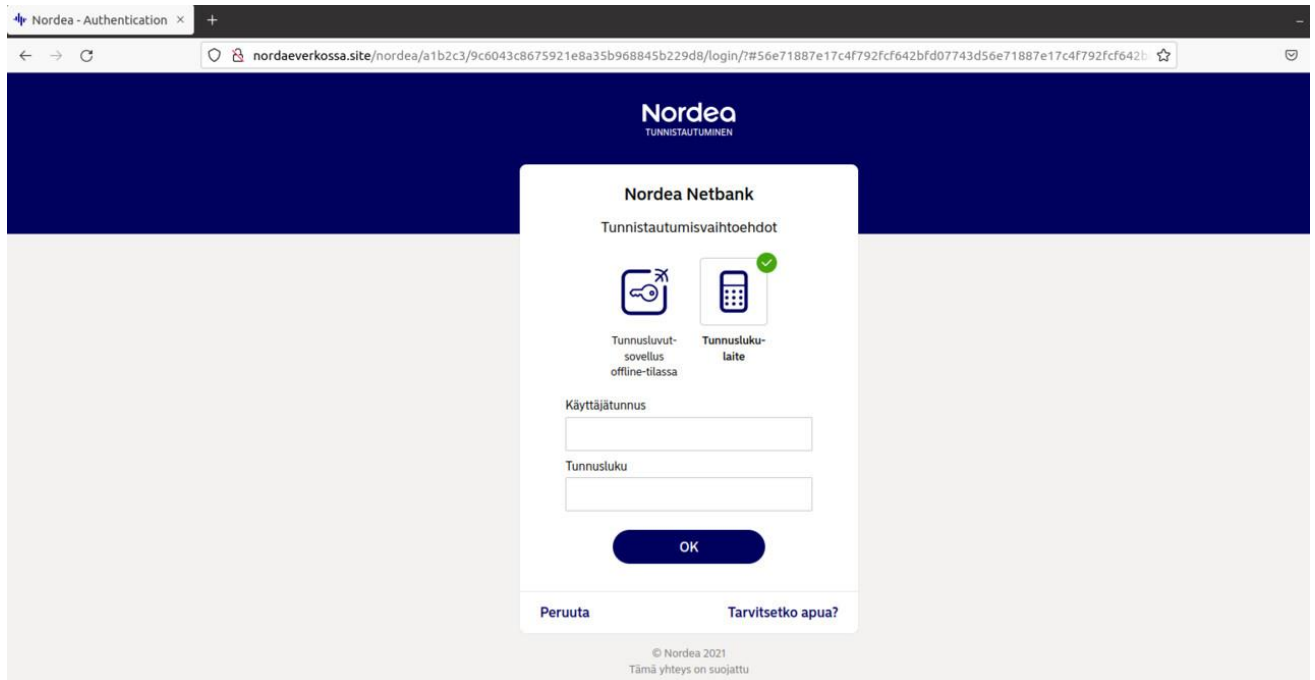 Nordea - Authentication
nordaeverkossa.site/nordea/a1b2c3/9c6043c8675921e8a35b968845b229d8/login/?#56e71887e17c4f792fcf642bfd07743d56e71887e17c4f792fcf642b
Nordea
TUNNISTAUTUMINEN
Nordea Netbank
Tunnistautumisvaihtoehdot
Tunnusluvut-
sovellus
offline-tilassa
Tunnusluku-
laite
Käyttäjätunnus
Tunnusluku
OK
Peruuta Tarvitsetko apua?
© Nordea 2021
Tämä yhteys on suojattu